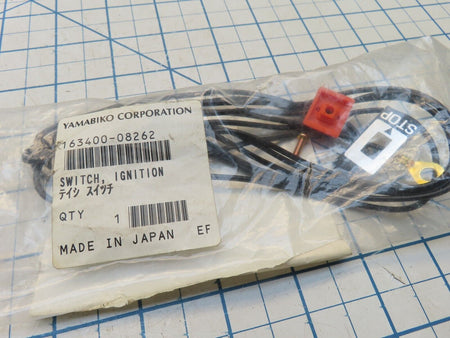 YAMABIKO CORPORATION
163400-08262
SWITCH, IGNITION
テイシ スイツチ
QTY 1
MADE IN JAPAN EF
STOP